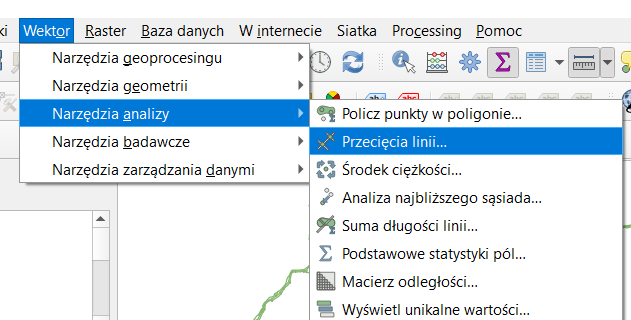 ki Wektor Raster Baza danych W internecie Siatka Processing Pomoc
Narzędzia geoprocesingu
Narzędzia geometrii
Narzędzia analizy
Narzędzia badawcze
Narzędzia zarządzania danymi
Policz punkty w poligonie...
Przecięcia linii...
Środek ciężkości...
Analiza najbliższego sąsiada...
Suma długości linii...
Podstawowe statystyki pól...
Macierz odległości...
Wyświetl unikalne wartości...